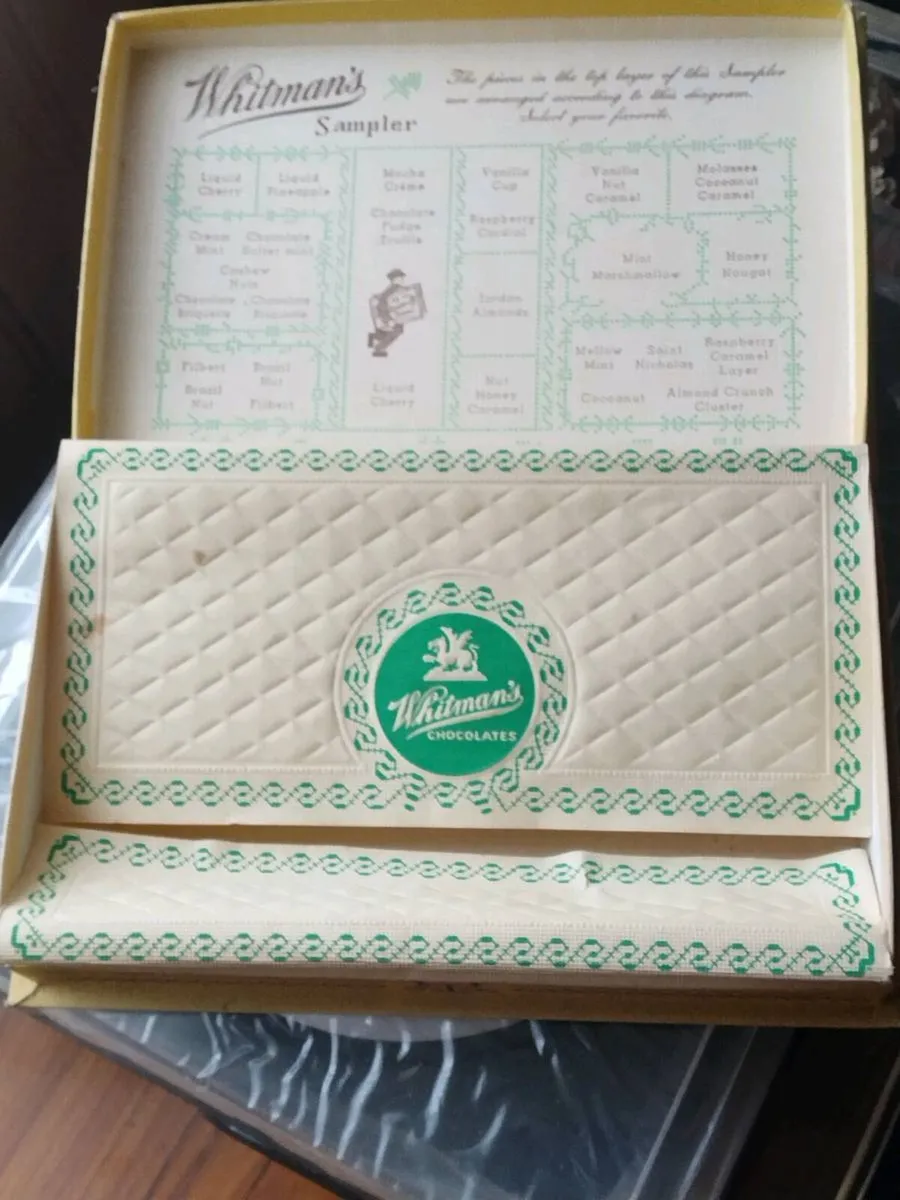 Whitman's
Sampler
The pieces in the top layer of this Sampler
are arranged according to this diagram.
Select your favorite.
Liquid
Cherry
Liquid
Pineapple
Cream
Mint
Chocolate
Butter mint
Cashew
Nuts
Chocolate
Briquette
Chocolate
Briquette
Filbert
Brazil
Nut
Brazil
Nut
Filbert
Mocha
Creme
Chocolate
Fudge
Truffle
Liquid
Cherry
Vanilla
Cup
Raspberry
Cordial
Jordan
Almonds
Nut
Honey
Caramel
Vanilla
Nut
Caramel
Molasses
Cocoanut
Caramel
Mint
Marshmallow
Honey
Nougat
Mellow
Mint
Saint
Nicholas
Raspberry
Caramel
Layer
Cocoanut
Almond Crunch
Cluster
Whitman's
CHOCOLATES